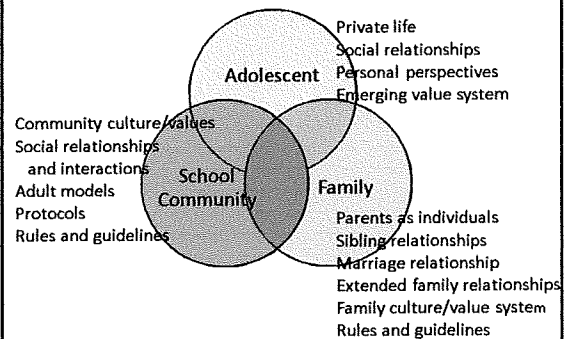 Private life
Social relationships
Personal perspectives
Emerging value system
Adolescent
Community culture/values
Social relationships
and interactions
Adult models
Protocols
Rules and guidelines
School
Community
Family
Parents as individuals
Sibling relationships
Marriage relationship
Extended family relationships
Family culture/value system
Rules and guidelines